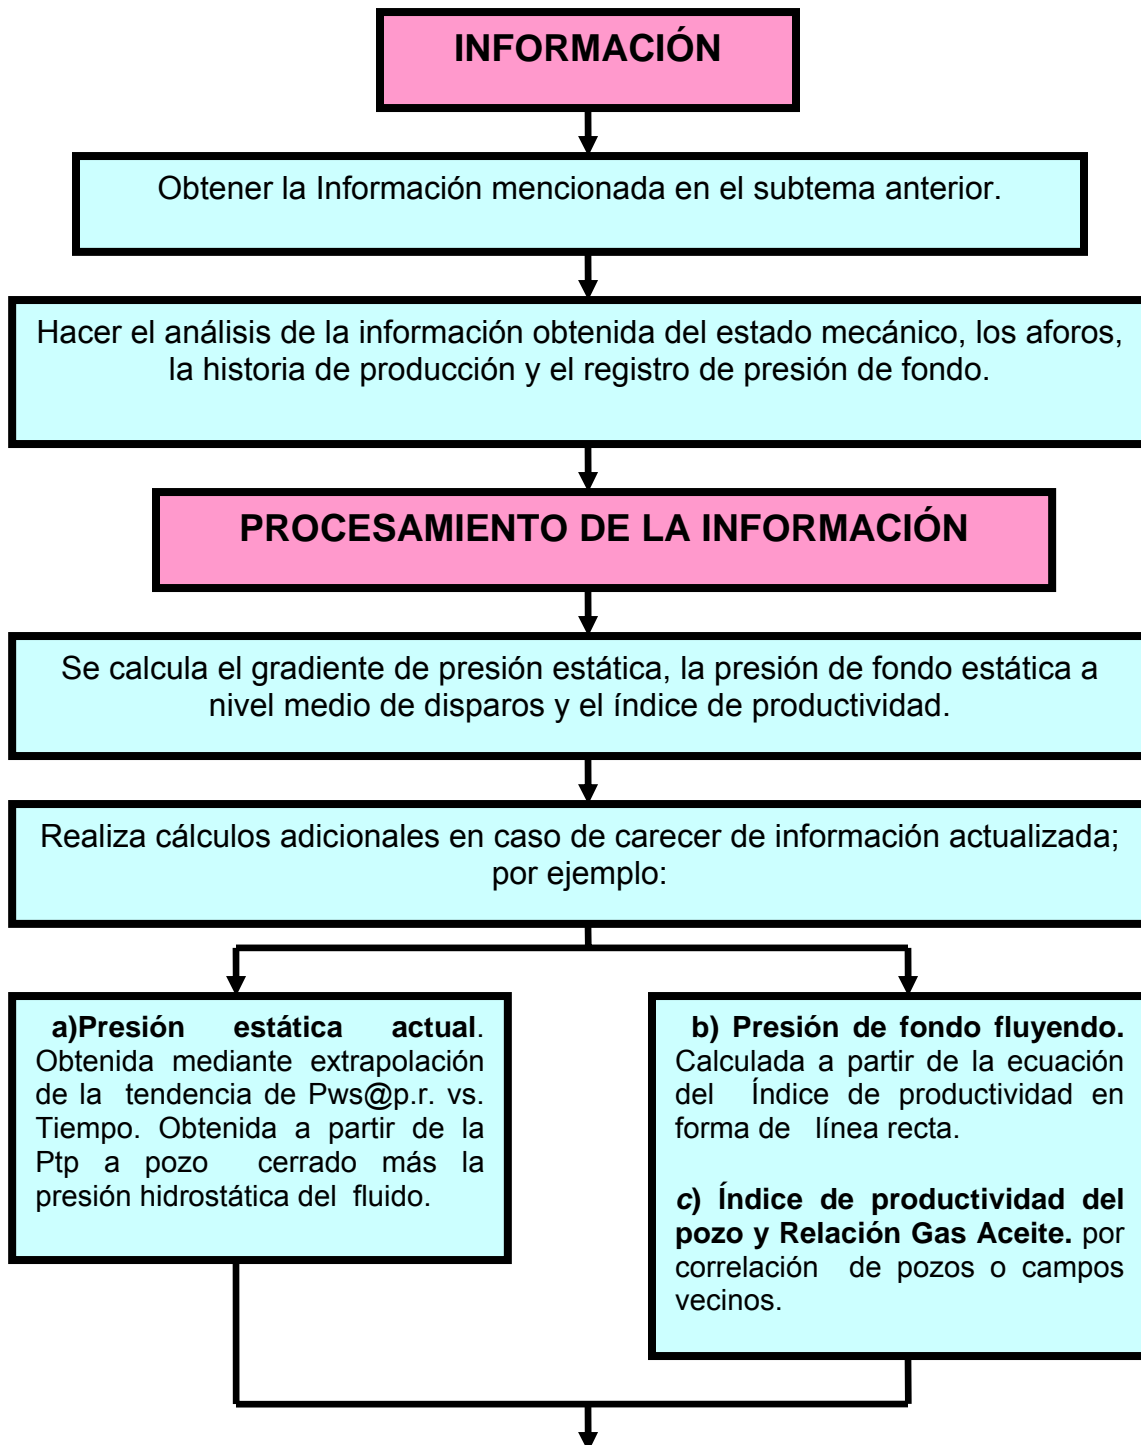 INFORMACIÓN
Obtener la Información mencionada en el subtema anterior.
Hacer el análisis de la información obtenida del estado mecánico, los aforos,
la historia de producción y el registro de presión de fondo.
PROCESAMIENTO DE LA INFORMACIÓN
Se calcula el gradiente de presión estática, la presión de fondo estática a
nivel medio de disparos y el índice de productividad.
Realiza cálculos adicionales en caso de carecer de información actualizada;
por ejemplo:
a)Presión estática actual.
Obtenida mediante extrapolación
de la tendencia de Pws@p.r. vs.
Tiempo. Obtenida a partir de la
Ptp a pozo cerrado más la
presión hidrostática del fluido.
b) Presión de fondo fluyendo.
Calculada a partir de la ecuación
del Índice de productividad en
forma de línea recta.
c) Índice de productividad del
pozo y Relación Gas Aceite. por
correlación de pozos o campos
vecinos.